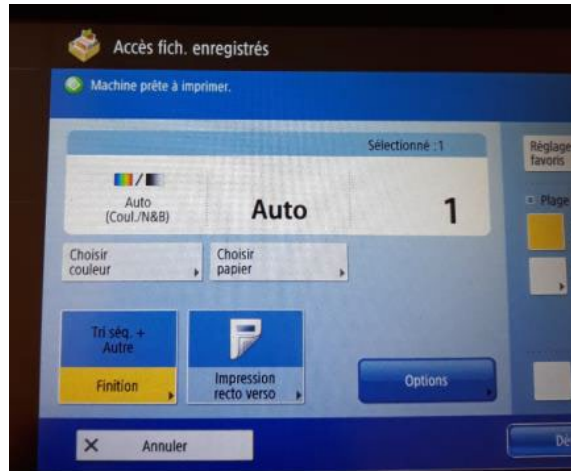 Accès fich. enregistrés
Machine prête à imprimer.
Sélectionné :1
Réglage
favoris
Auto
(Coul./N&B)
Auto
1
Plage
Choisir
couleur
Choisir
papier
Tri séq. +
Autre
Finition
Impression
recto verso
Options
Annuler
Dé